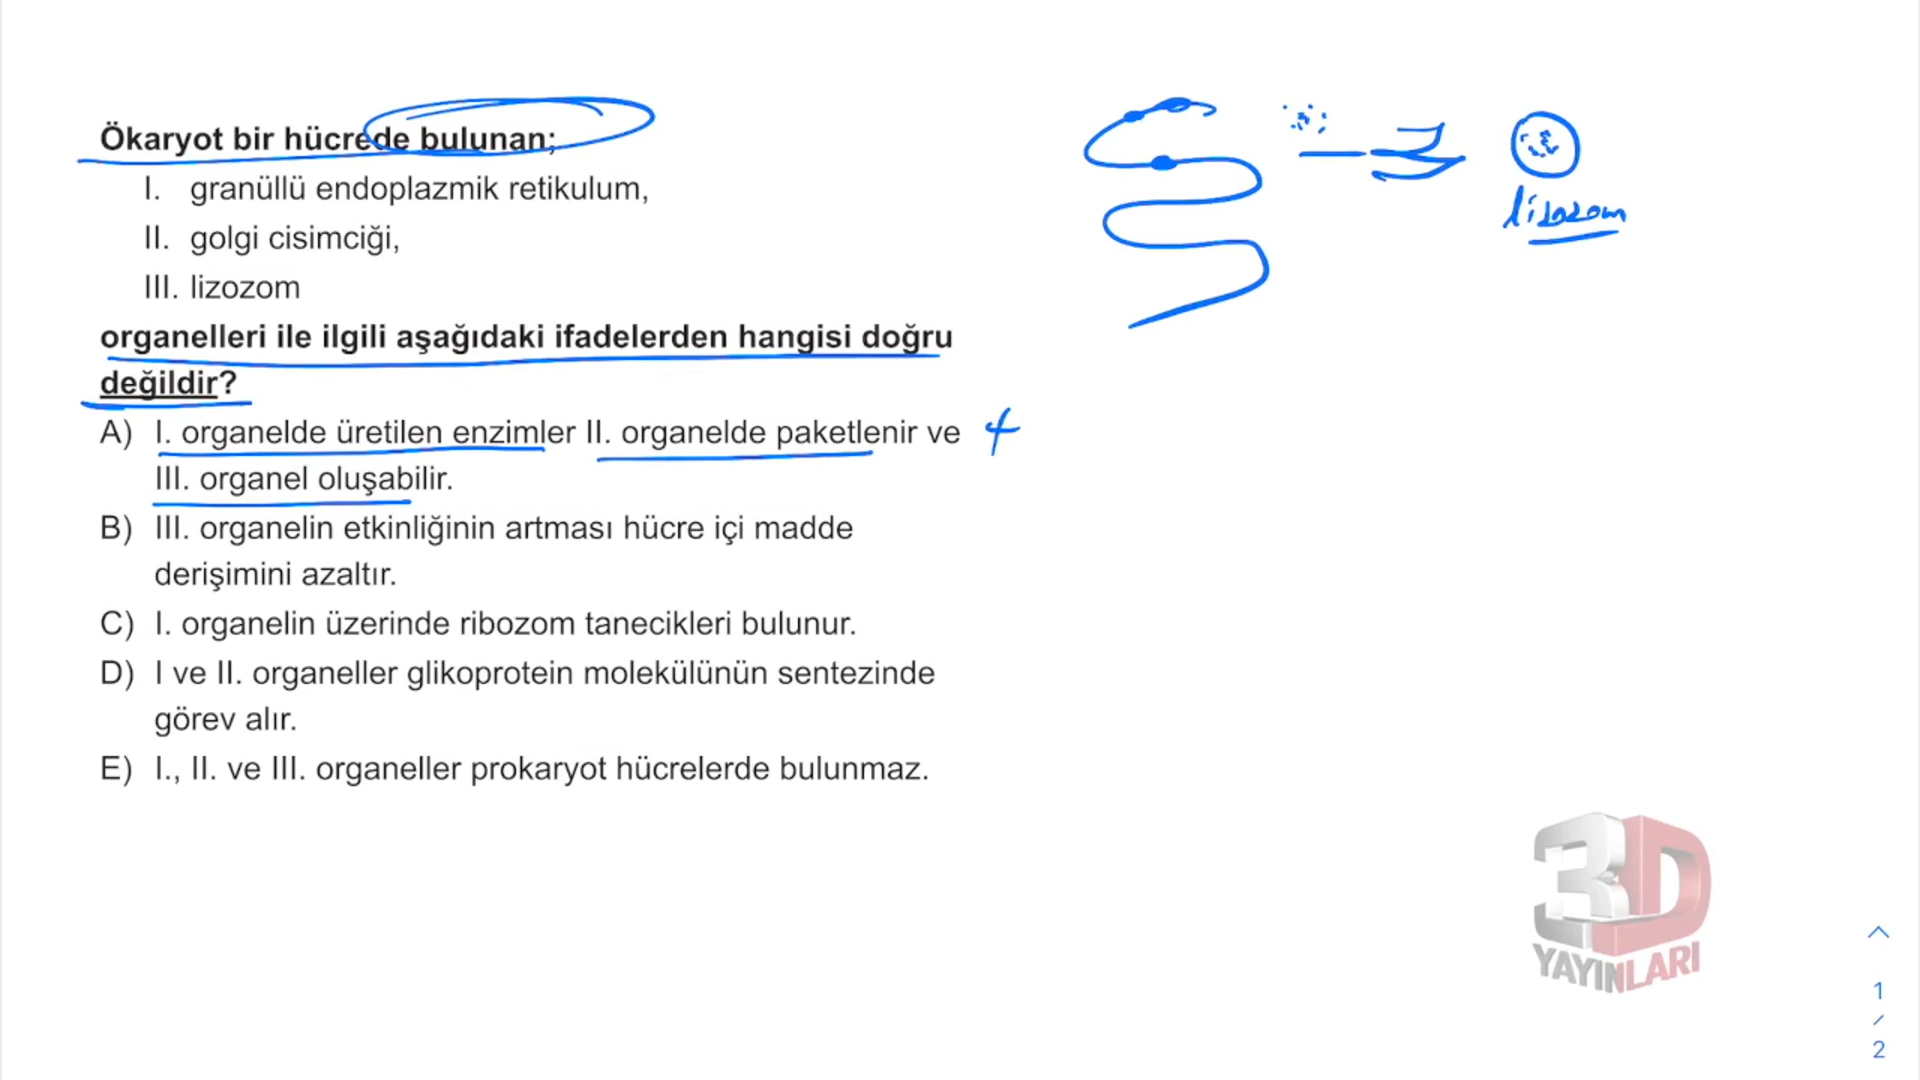 Ökaryot bir hücrede bulunan;
I. granüllü endoplazmik retikulum,
II. golgi cisimciği,
III. lizozom
organelleri ile ilgili aşağıdaki ifadelerden hangisi doğru
değildir?
A) I. organelde üretilen enzimler II. organelde paketlenir ve
III. organel oluşabilir.
B) III. organelin etkinliğinin artması hücre içi madde
derişimini azaltır.
C) I. organelin üzerinde ribozom tanecikleri bulunur.
D) I ve II. organeller glikoprotein molekülünün sentezinde
görev alır.
E) I., II. ve III. organeller prokaryot hücrelerde bulunmaz.
lizozom
3D
YAYINLARI
1
/
2